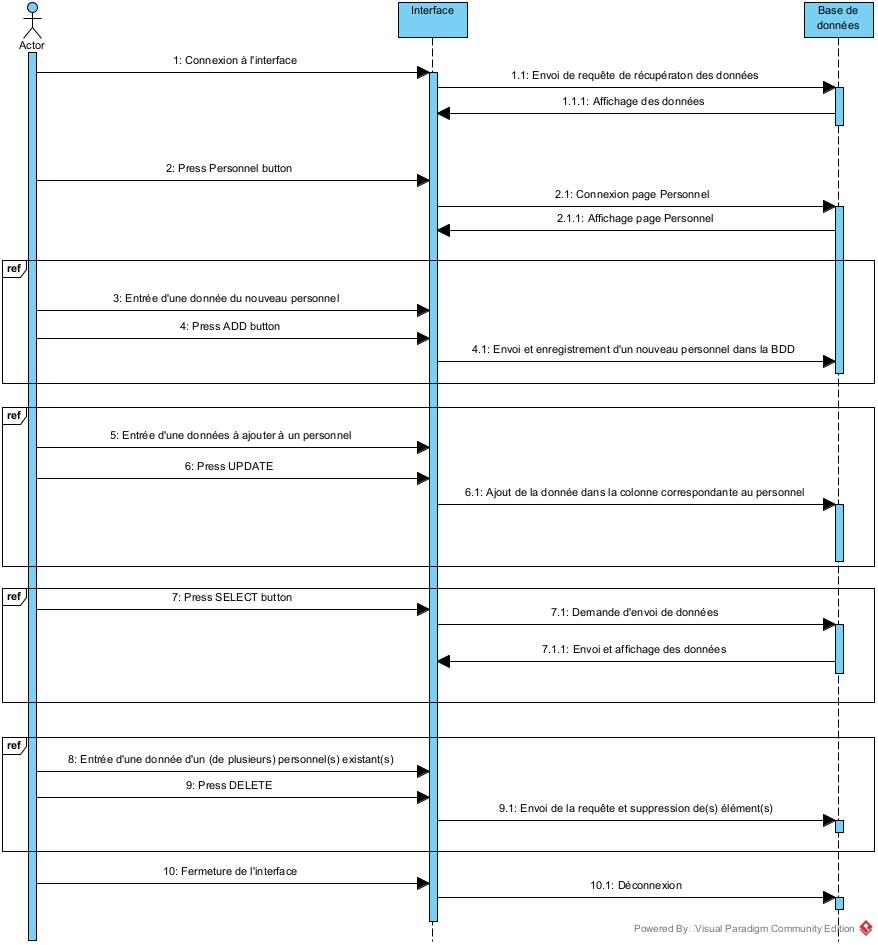 Interface
Base de
données
Actor
1: Connexion à l'interface
1.1: Envoi de requête de récupératon des données
1.1.1: Affichage des données
2: Press Personnel button
2.1: Connexion page Personnel
2.1.1: Affichage page Personnel
ref
3: Entrée d'une donnée du nouveau personnel
4: Press ADD button
4.1: Envoi et enregistrement d'un nouveau personnel dans la BDD
ref
5: Entrée d'une données à ajouter à un personnel
6: Press UPDATE
6.1: Ajout de la donnée dans la colonne correspondante au personnel
ref
7: Press SELECT button
7.1: Demande d'envoi de données
7.1.1: Envoi et affichage des données
ref
8: Entrée d'une donnée d'un (de plusieurs) personnel(s) existant(s)
9: Press DELETE
9.1: Envoi de la requête et suppression de(s) élément(s)
10: Fermeture de l'interface
10.1: Déconnexion
Powered By Visual Paradigm Community Edition